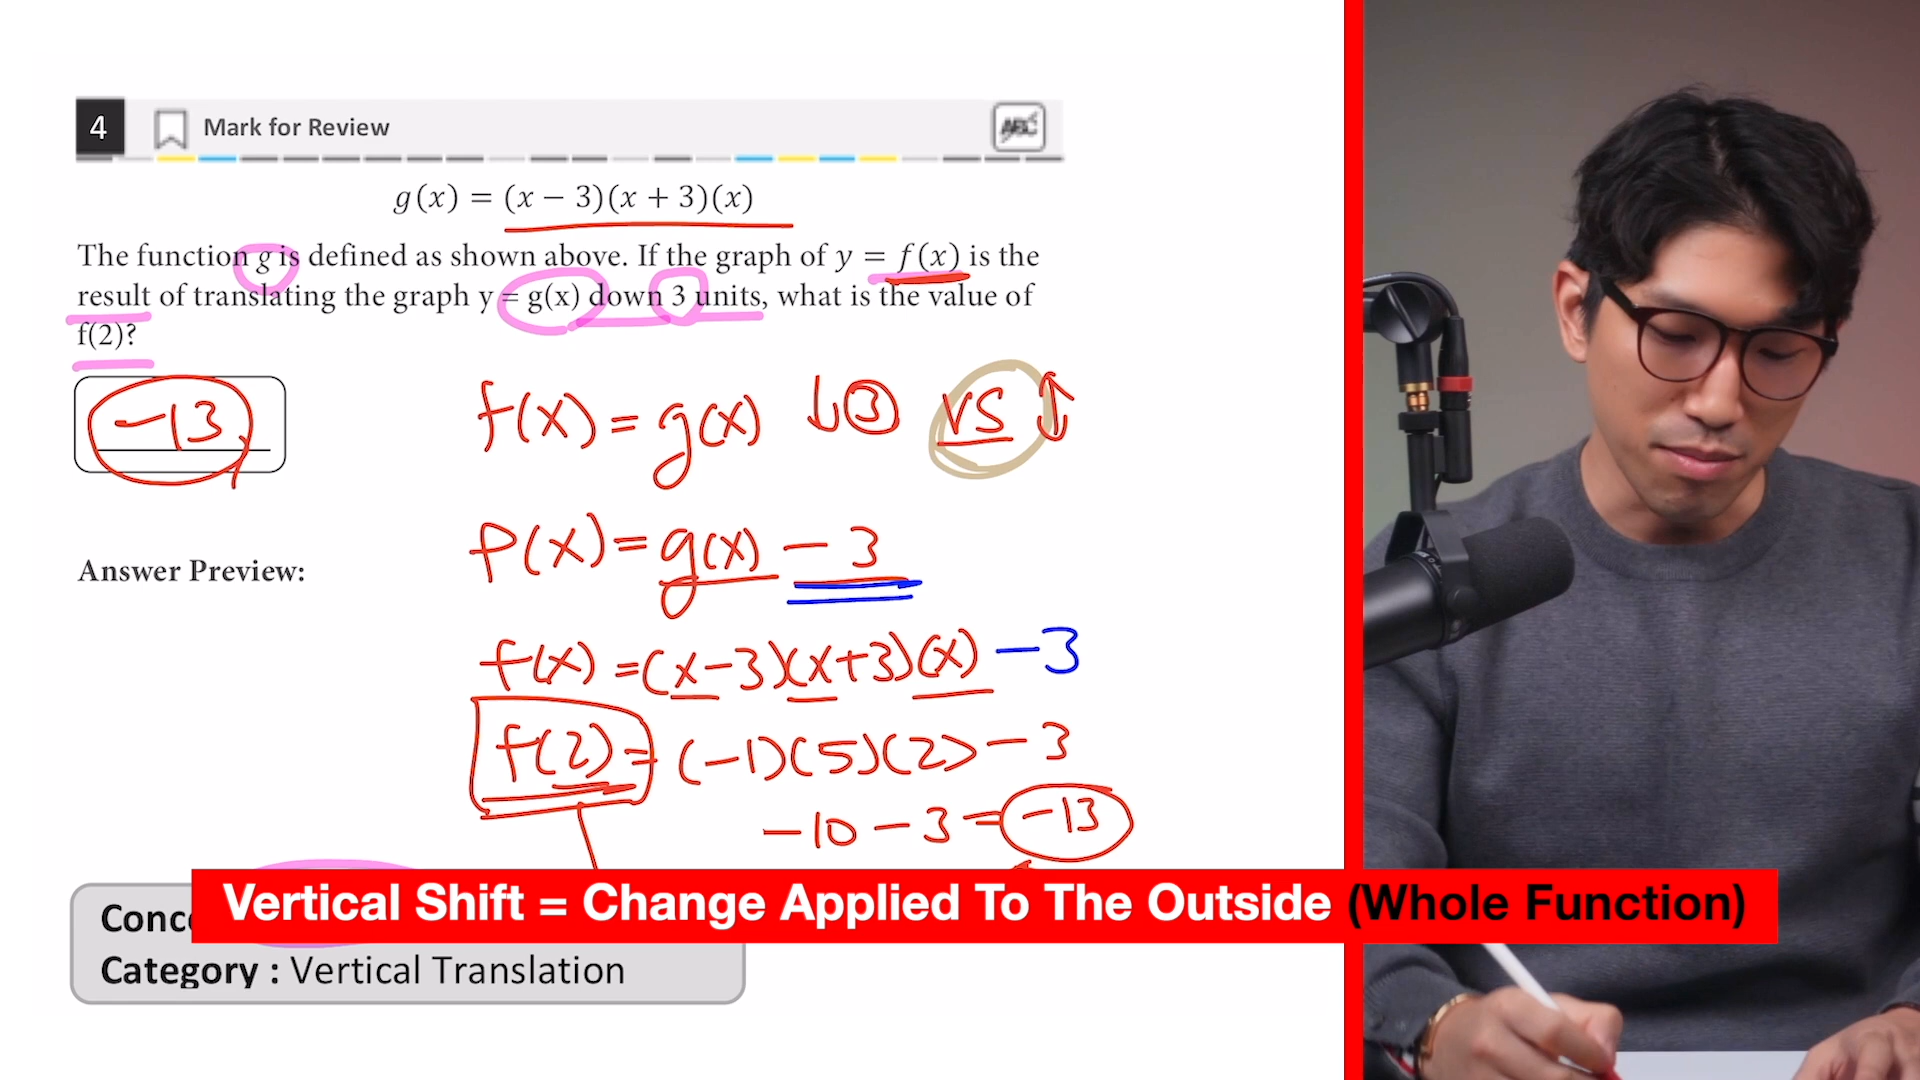 4 Mark for Review ABC
g(x) = (x − 3)(x + 3)(x)
The function g is defined as shown above. If the graph of y = f(x) is the
result of translating the graph y = g(x) down 3 units, what is the value of
f(2)?
-13
f(x) = g(x) ↓ 3 VS ↕
f(x) = g(x) - 3
Answer Preview:
f(x) = (x-3)(x+3)(x) - 3
f(2) = (-1)(5)(2) - 3
-10 - 3 = -13
Vertical Shift = Change Applied To The Outside (Whole Function)
Category : Vertical Translation